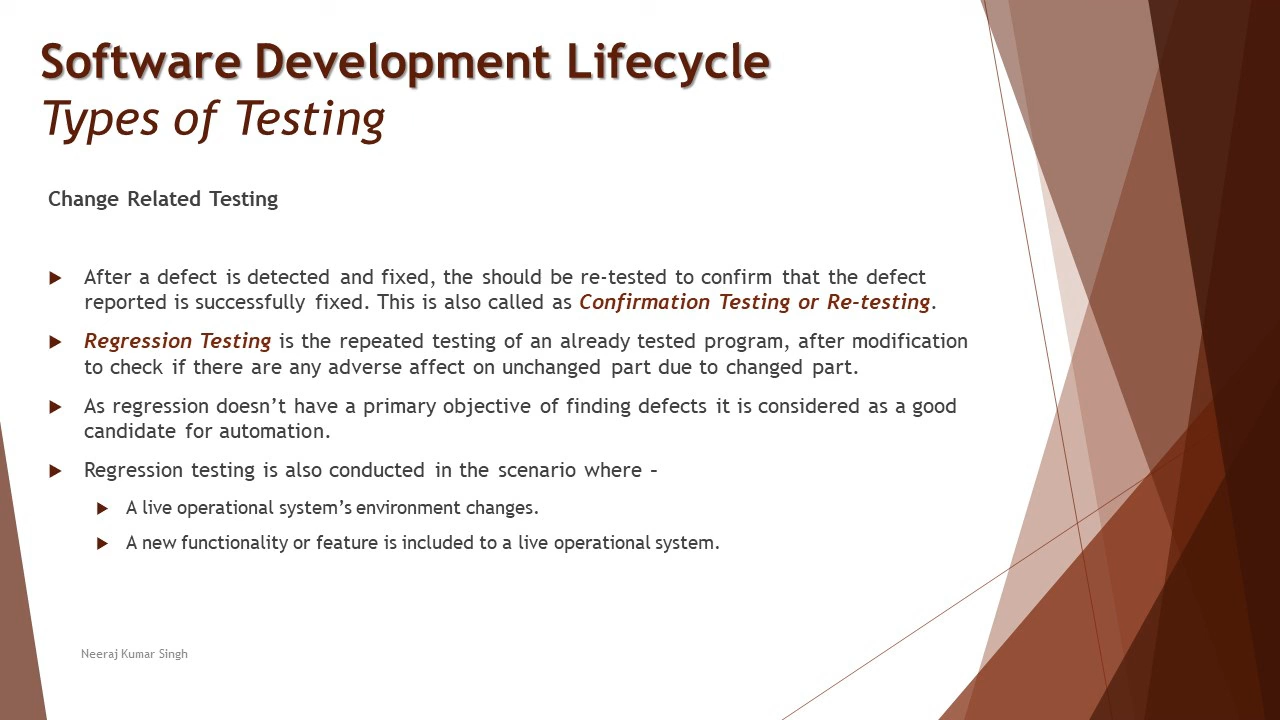 Software Development Lifecycle
Types of Testing
Change Related Testing
After a defect is detected and fixed, the should be re-tested to confirm that the defect
reported is successfully fixed. This is also called as Confirmation Testing or Re-testing.
Regression Testing is the repeated testing of an already tested program, after modification
to check if there are any adverse affect on unchanged part due to changed part.
As regression doesn’t have a primary objective of finding defects it is considered as a good
candidate for automation.
Regression testing is also conducted in the scenario where –
A live operational system’s environment changes.
A new functionality or feature is included to a live operational system.
Neeraj Kumar Singh